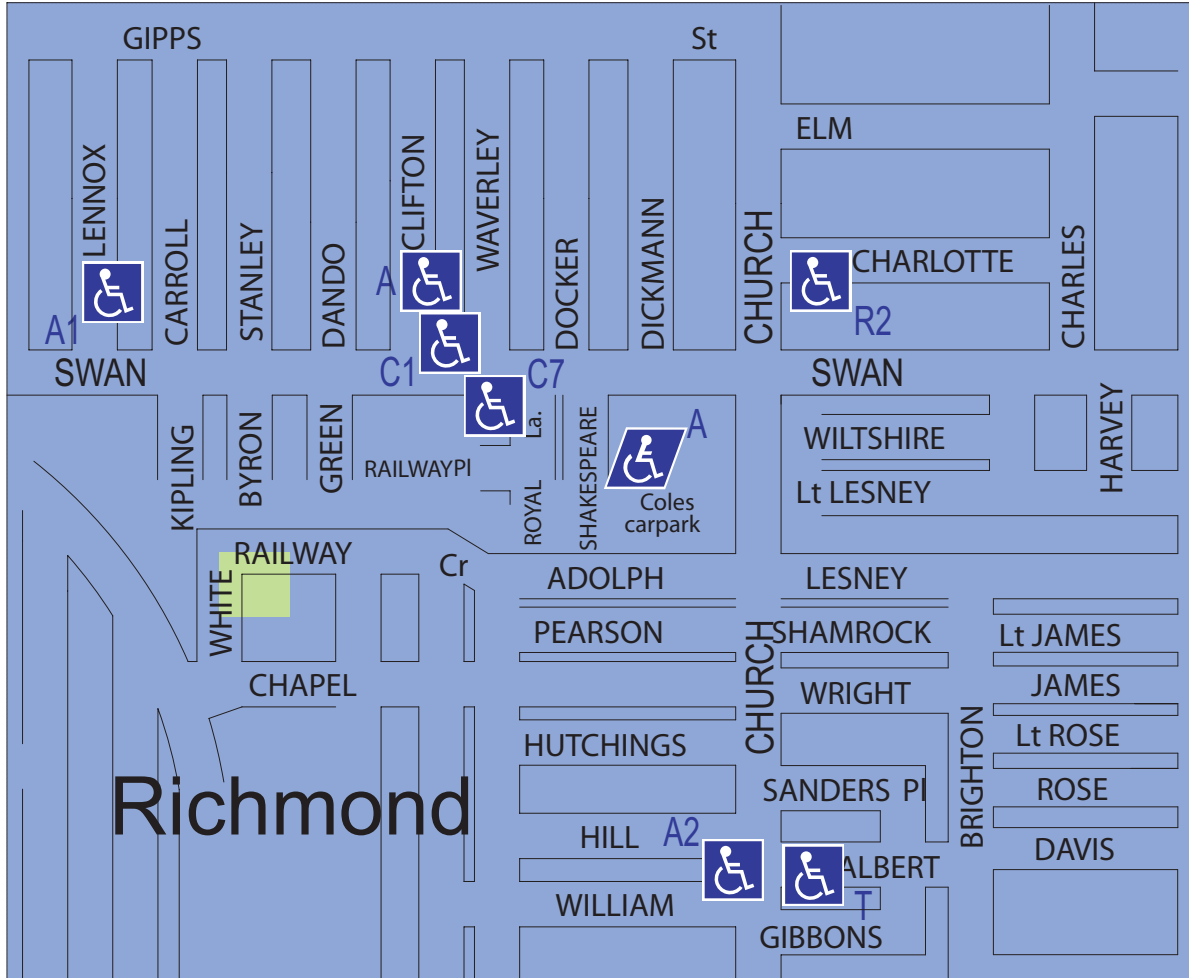 GIPPS St
ELM
LENNOX
CARROLL
STANLEY
DANDO
CLIFTON
WAVERLEY
DOCKER
DICKMANN
CHURCH
CHARLOTTE
CHARLES
A
A1
R2
C1
C7
SWAN
SWAN
KIPLING
BYRON
GREEN
RAILWAY Pl
La.
ROYAL
SHAKESPEARE
A
Coles
carpark
WILTSHIRE
HARVEY
Lt LESNEY
RAILWAY
Cr
WHITE
ADOLPH
LESNEY
PEARSON
CHURCH
SHAMROCK
Lt JAMES
CHAPEL
WRIGHT
JAMES
HUTCHINGS
BRIGHTON
Lt ROSE
Richmond
SANDERS Pl
ROSE
HILL
A2
ALBERT
DAVIS
WILLIAM
T
GIBBONS